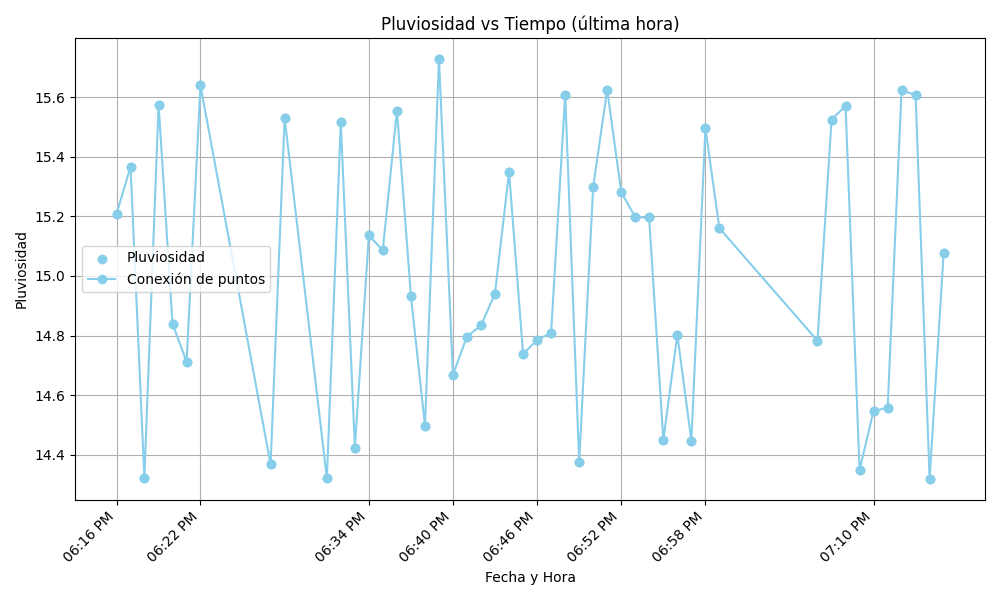 Pluviosidad vs Tiempo (última hora)
Pluviosidad
15.6
15.4
15.2
15.0
14.8
14.6
14.4
Pluviosidad
Conexión de puntos
06:16 PM
06:22 PM
06:34 PM
06:40 PM
06:46 PM
06:52 PM
06:58 PM
07:10 PM
Fecha y Hora